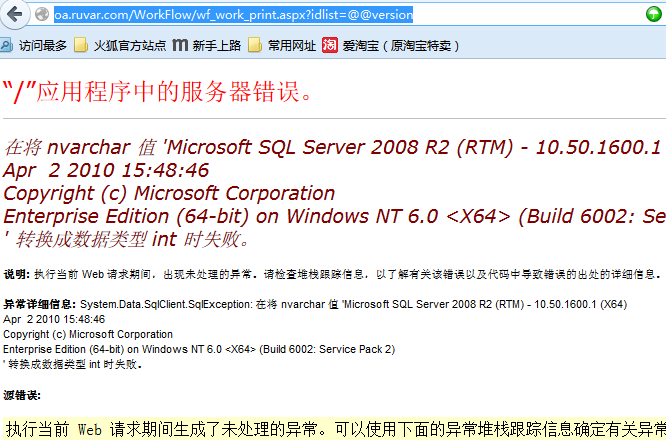 oa.ruvar.com/WorkFlow/wf_work_print.aspx?idlist=@@version
访问最多 火狐官方站点 新手上路 常用网址 淘 爱淘宝（原淘宝特卖）
“/”应用程序中的服务器错误。
在将 nvarchar 值 'Microsoft SQL Server 2008 R2 (RTM) - 10.50.1600.1
Apr 2 2010 15:48:46
Copyright (c) Microsoft Corporation
Enterprise Edition (64-bit) on Windows NT 6.0 <X64> (Build 6002: Se
' 转换成数据类型 int 时失败。
说明: 执行当前 Web 请求期间，出现未处理的异常。请检查堆栈跟踪信息，以了解有关该错误以及代码中导致错误的出处的详细信息。
异常详细信息: System.Data.SqlClient.SqlException: 在将 nvarchar 值 'Microsoft SQL Server 2008 R2 (RTM) - 10.50.1600.1 (X64)
Apr 2 2010 15:48:46
Copyright (c) Microsoft Corporation
Enterprise Edition (64-bit) on Windows NT 6.0 <X64> (Build 6002: Service Pack 2)
' 转换成数据类型 int 时失败。
源错误:
执行当前 Web 请求期间生成了未处理的异常。可以使用下面的异常堆栈跟踪信息确定有关异常